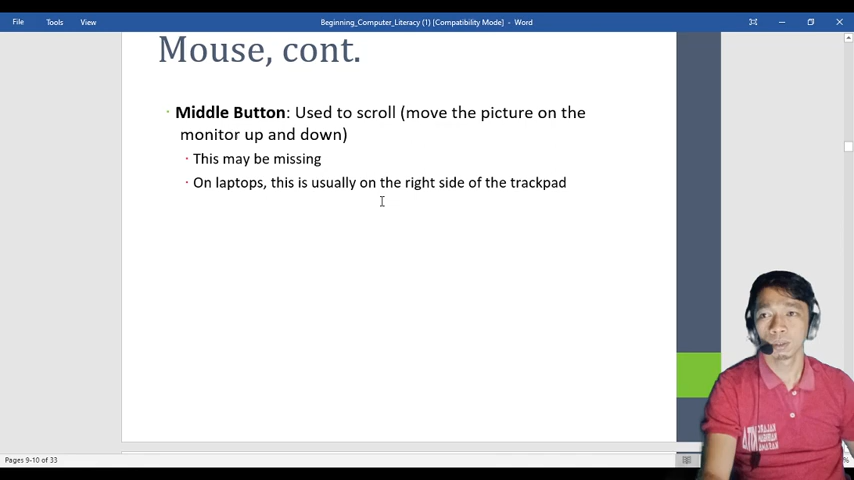 File Tools View Beginning_Computer_Literacy (1) [Compatibility Mode] - Word
Mouse, cont.
· Middle Button: Used to scroll (move the picture on the
monitor up and down)
· This may be missing
· On laptops, this is usually on the right side of the trackpad
Pages 9-10 of 33
%